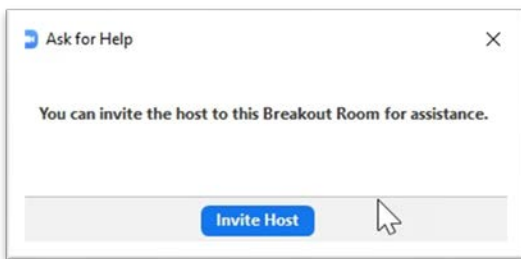 Ask for Help
You can invite the host to this Breakout Room for assistance.
Invite Host